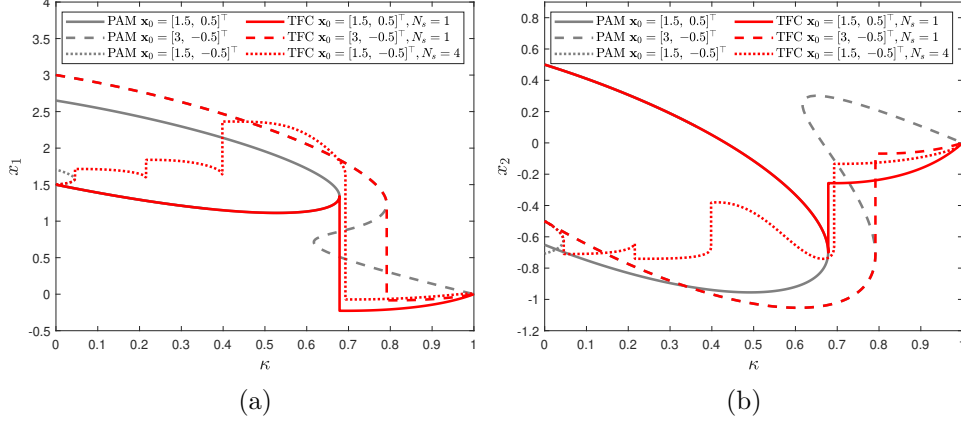 4
3.5
3
2.5
2
1.5
1
0.5
0
-0.5
x₁
PAM x₀ = [1.5, 0.5]^⊤
PAM x₀ = [3, −0.5]^⊤
PAM x₀ = [1.5, −0.5]^⊤
TFC x₀ = [1.5, 0.5]^⊤, Nₛ = 1
TFC x₀ = [3, −0.5]^⊤, Nₛ = 1
TFC x₀ = [1.5, −0.5]^⊤, Nₛ = 4
0 0.1 0.2 0.3 0.4 0.5 0.6 0.7 0.8 0.9 1
κ
(a)
0.8
0.6
0.4
0.2
0
-0.2
-0.4
-0.6
-0.8
-1
-1.2
x₂
PAM x₀ = [1.5, 0.5]^⊤
PAM x₀ = [3, −0.5]^⊤
PAM x₀ = [1.5, −0.5]^⊤
TFC x₀ = [1.5, 0.5]^⊤, Nₛ = 1
TFC x₀ = [3, −0.5]^⊤, Nₛ = 1
TFC x₀ = [1.5, −0.5]^⊤, Nₛ = 4
0 0.1 0.2 0.3 0.4 0.5 0.6 0.7 0.8 0.9 1
κ
(b)